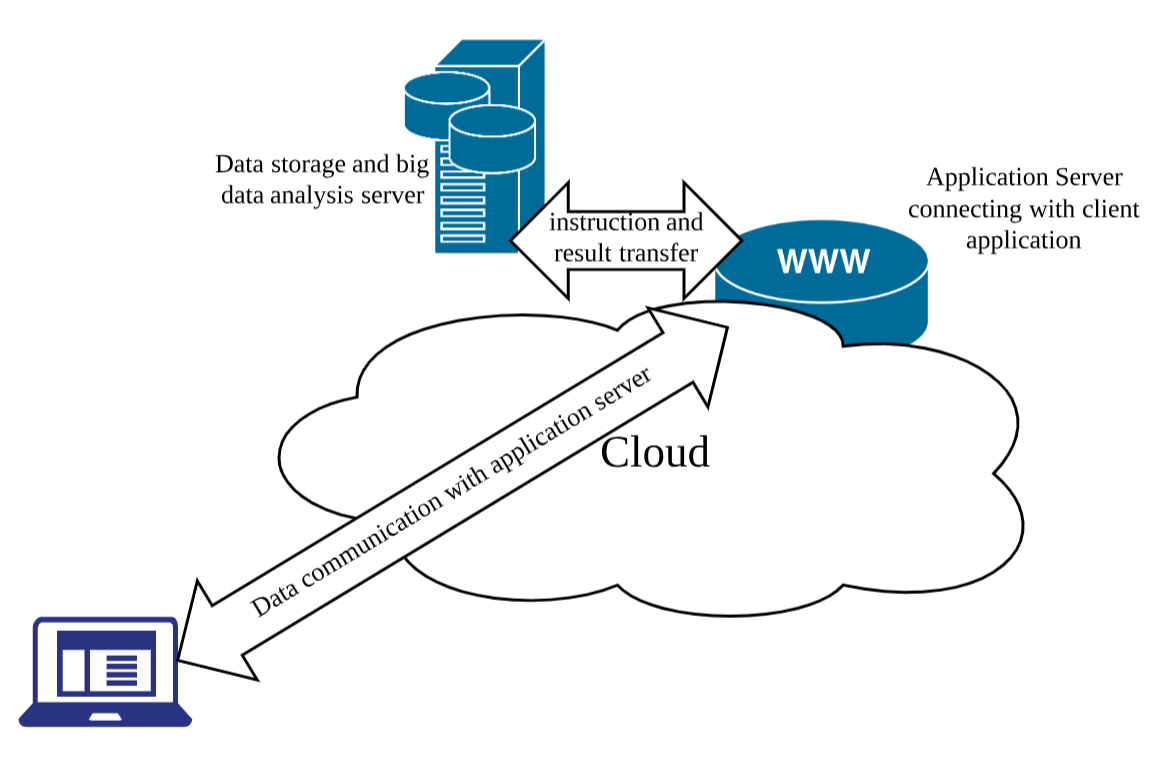 Data storage and big
data analysis server
instruction and
result transfer
Application Server
connecting with client
application
WWW
Data communication with application server
Cloud